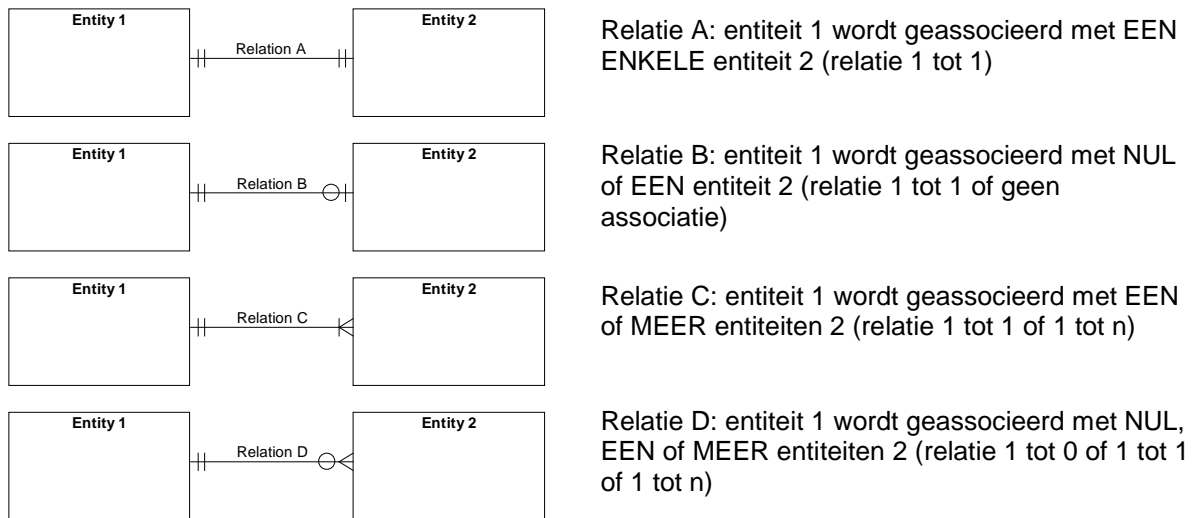 Entity 1
Relation A
Entity 2
Relatie A: entiteit 1 wordt geassocieerd met EEN
ENKELE entiteit 2 (relatie 1 tot 1)
Entity 1
Relation B
Entity 2
Relatie B: entiteit 1 wordt geassocieerd met NUL
of EEN entiteit 2 (relatie 1 tot 1 of geen
associatie)
Entity 1
Relation C
Entity 2
Relatie C: entiteit 1 wordt geassocieerd met EEN
of MEER entiteiten 2 (relatie 1 tot 1 of 1 tot n)
Entity 1
Relation D
Entity 2
Relatie D: entiteit 1 wordt geassocieerd met NUL,
EEN of MEER entiteiten 2 (relatie 1 tot 0 of 1 tot 1
of 1 tot n)